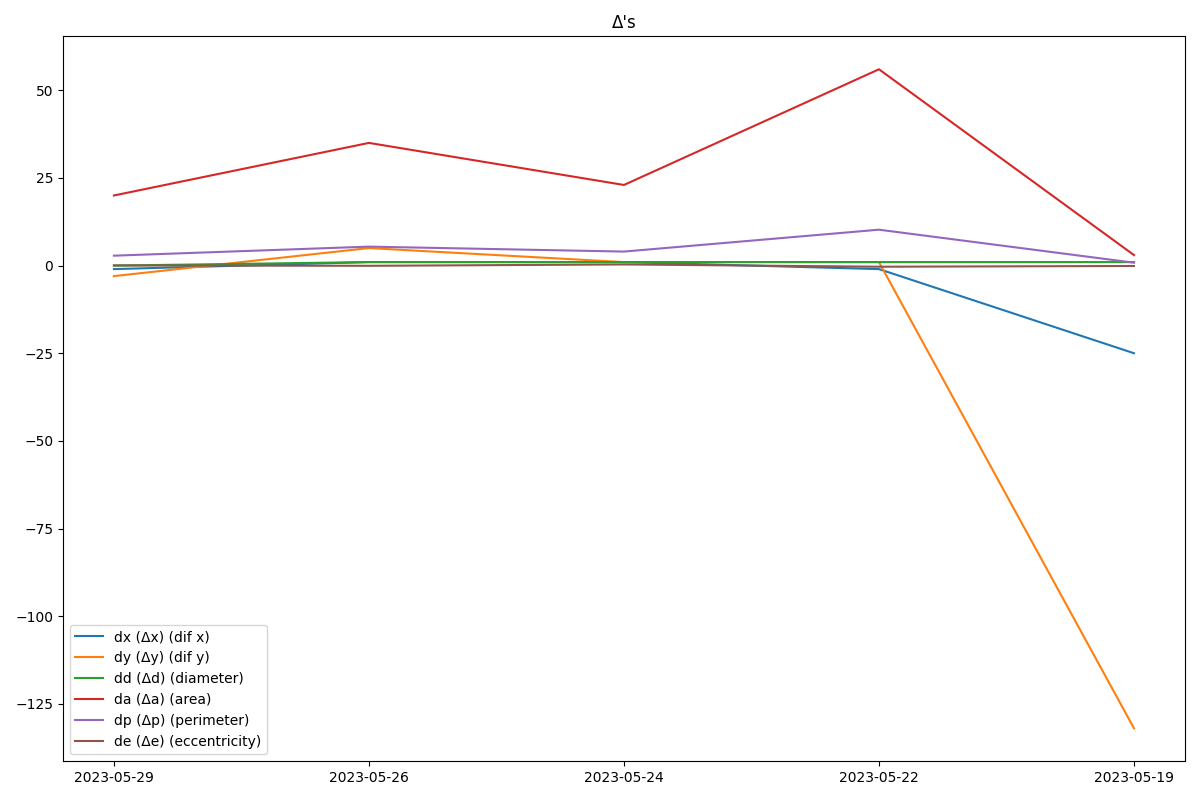 Δ's
50
25
0
−25
−50
−75
−100
−125
dx (Δx) (dif x)
dy (Δy) (dif y)
dd (Δd) (diameter)
da (Δa) (area)
dp (Δp) (perimeter)
de (Δe) (eccentricity)
2023-05-29 2023-05-26 2023-05-24 2023-05-22 2023-05-19